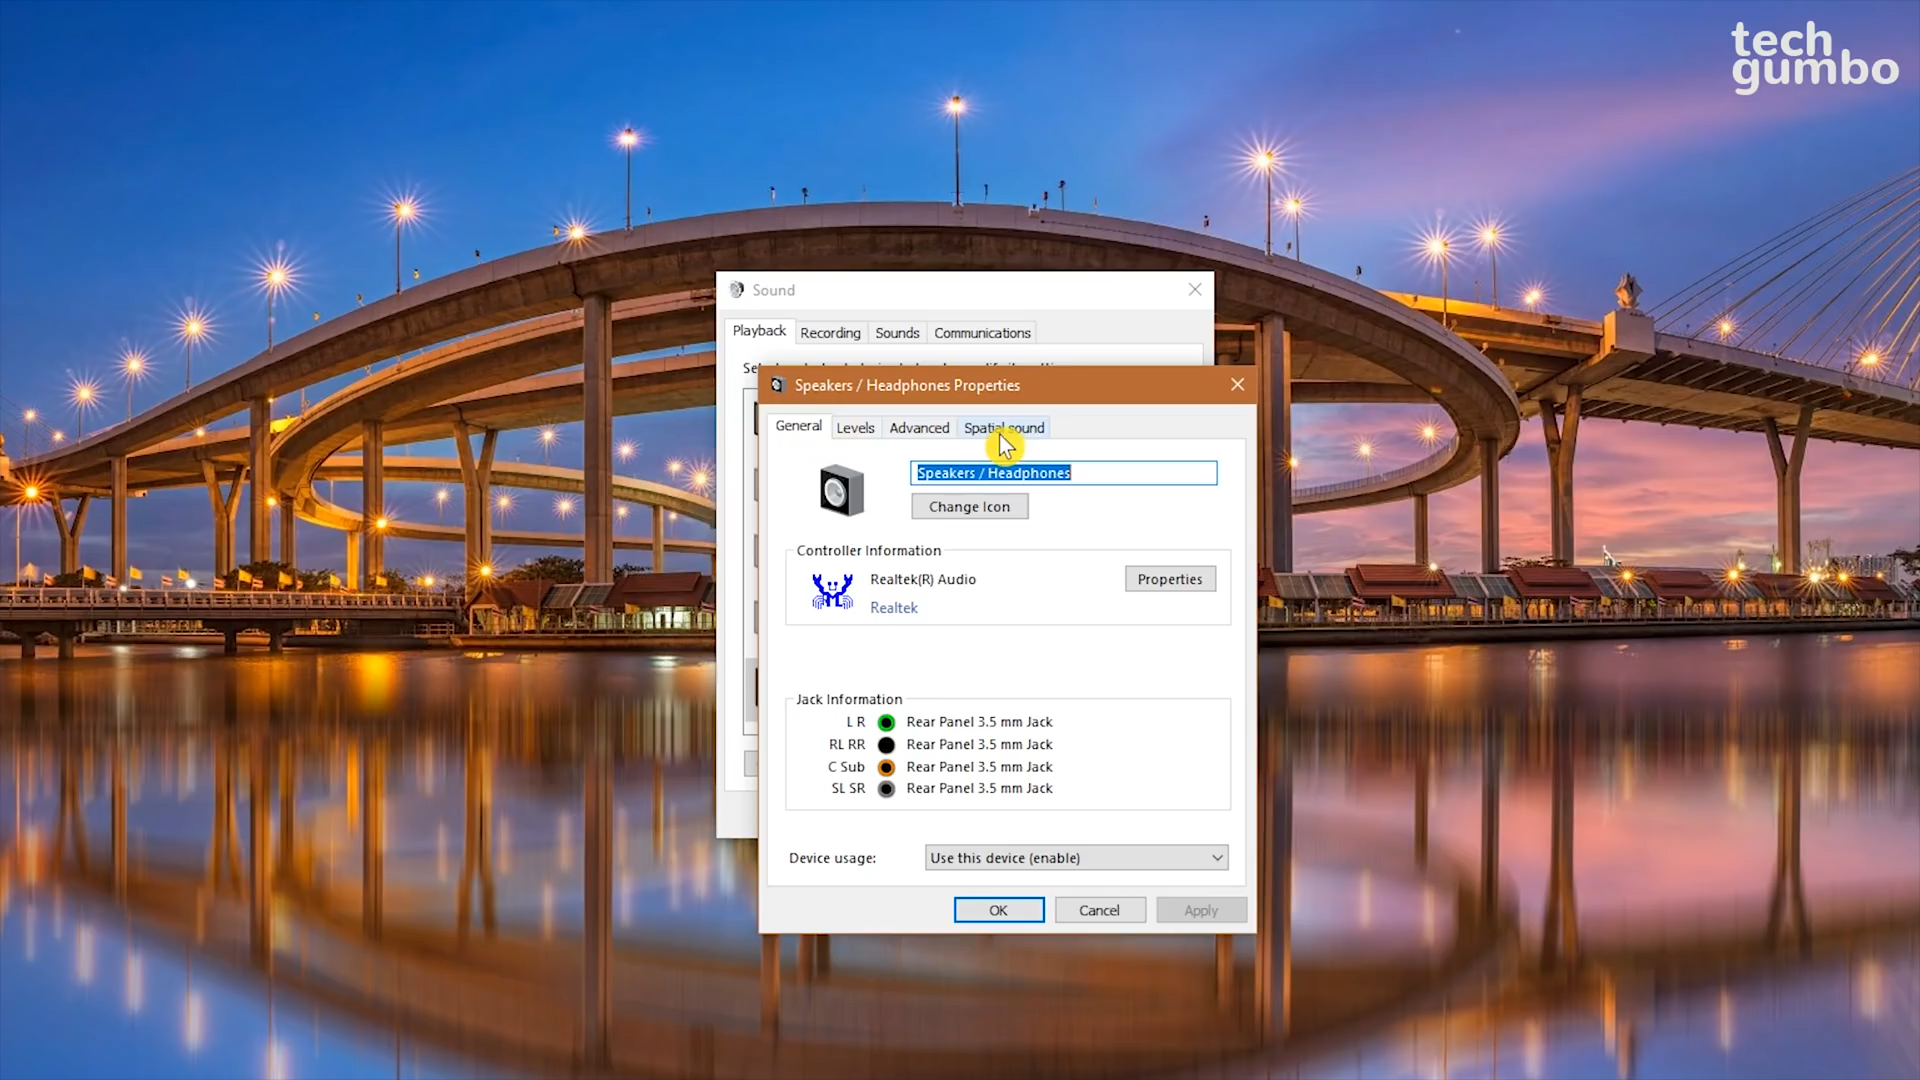 tech
gumbo
Sound
Playback
Recording
Sounds
Communications
Speakers / Headphones Properties
General
Levels
Advanced
Spatial sound
Speakers / Headphones
Change Icon
Controller Information
Realtek(R) Audio
Properties
Realtek
Jack Information
L R Rear Panel 3.5 mm Jack
RL RR Rear Panel 3.5 mm Jack
C Sub Rear Panel 3.5 mm Jack
SL SR Rear Panel 3.5 mm Jack
Device usage:
Use this device (enable)
OK
Cancel
Apply